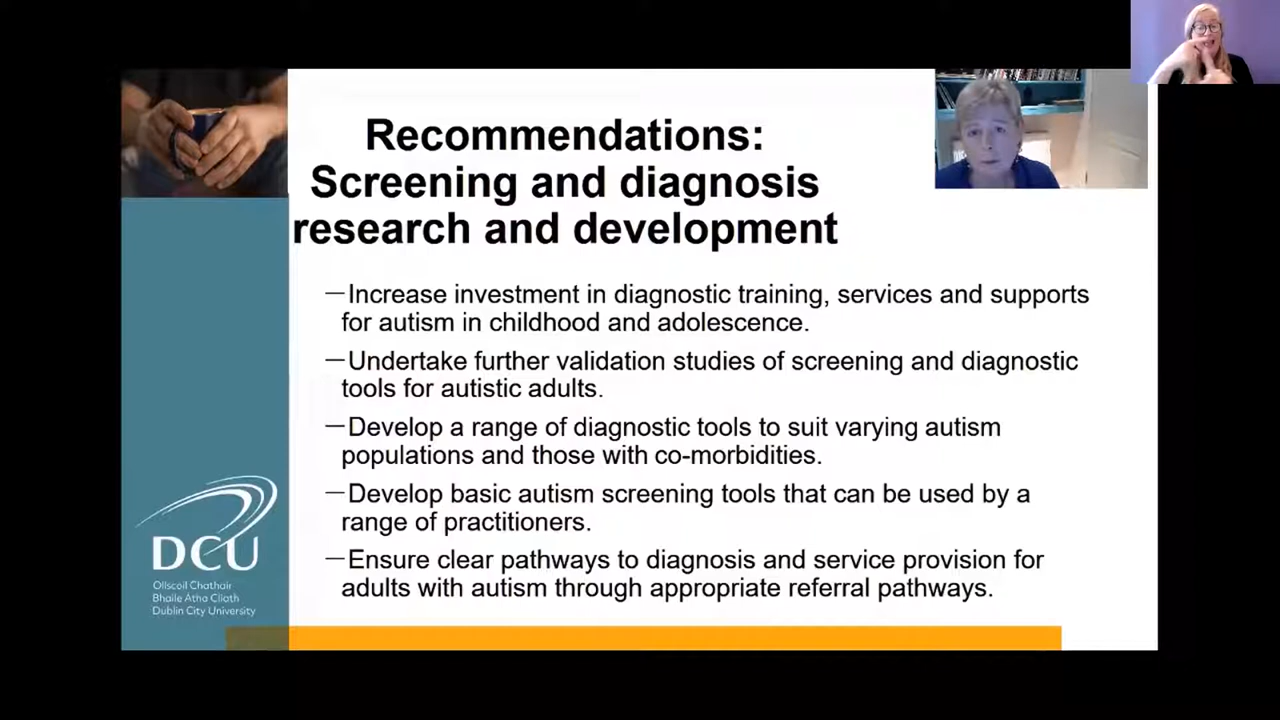 Recommendations:
Screening and diagnosis
research and development
—Increase investment in diagnostic training, services and supports
for autism in childhood and adolescence.
—Undertake further validation studies of screening and diagnostic
tools for autistic adults.
—Develop a range of diagnostic tools to suit varying autism
populations and those with co-morbidities.
—Develop basic autism screening tools that can be used by a
range of practitioners.
—Ensure clear pathways to diagnosis and service provision for
adults with autism through appropriate referral pathways.
DCU
Ollscoil Chathair
Bhaile Átha Cliath
Dublin City University